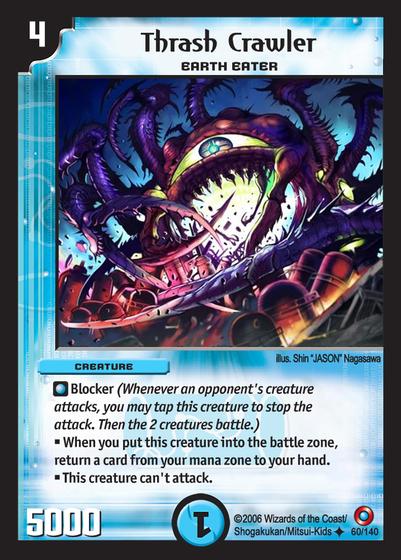 4
Thrash Crawler
EARTH EATER
illus. Shin "JASON" Nagasawa
CREATURE
Blocker (Whenever an opponent's creature
attacks, you may tap this creature to stop the
attack. Then the 2 creatures battle.)
▪ When you put this creature into the battle zone,
return a card from your mana zone to your hand.
▪ This creature can't attack.
5000
1
©2006 Wizards of the Coast/
Shogakukan/Mitsui-Kids ✦ 60/140